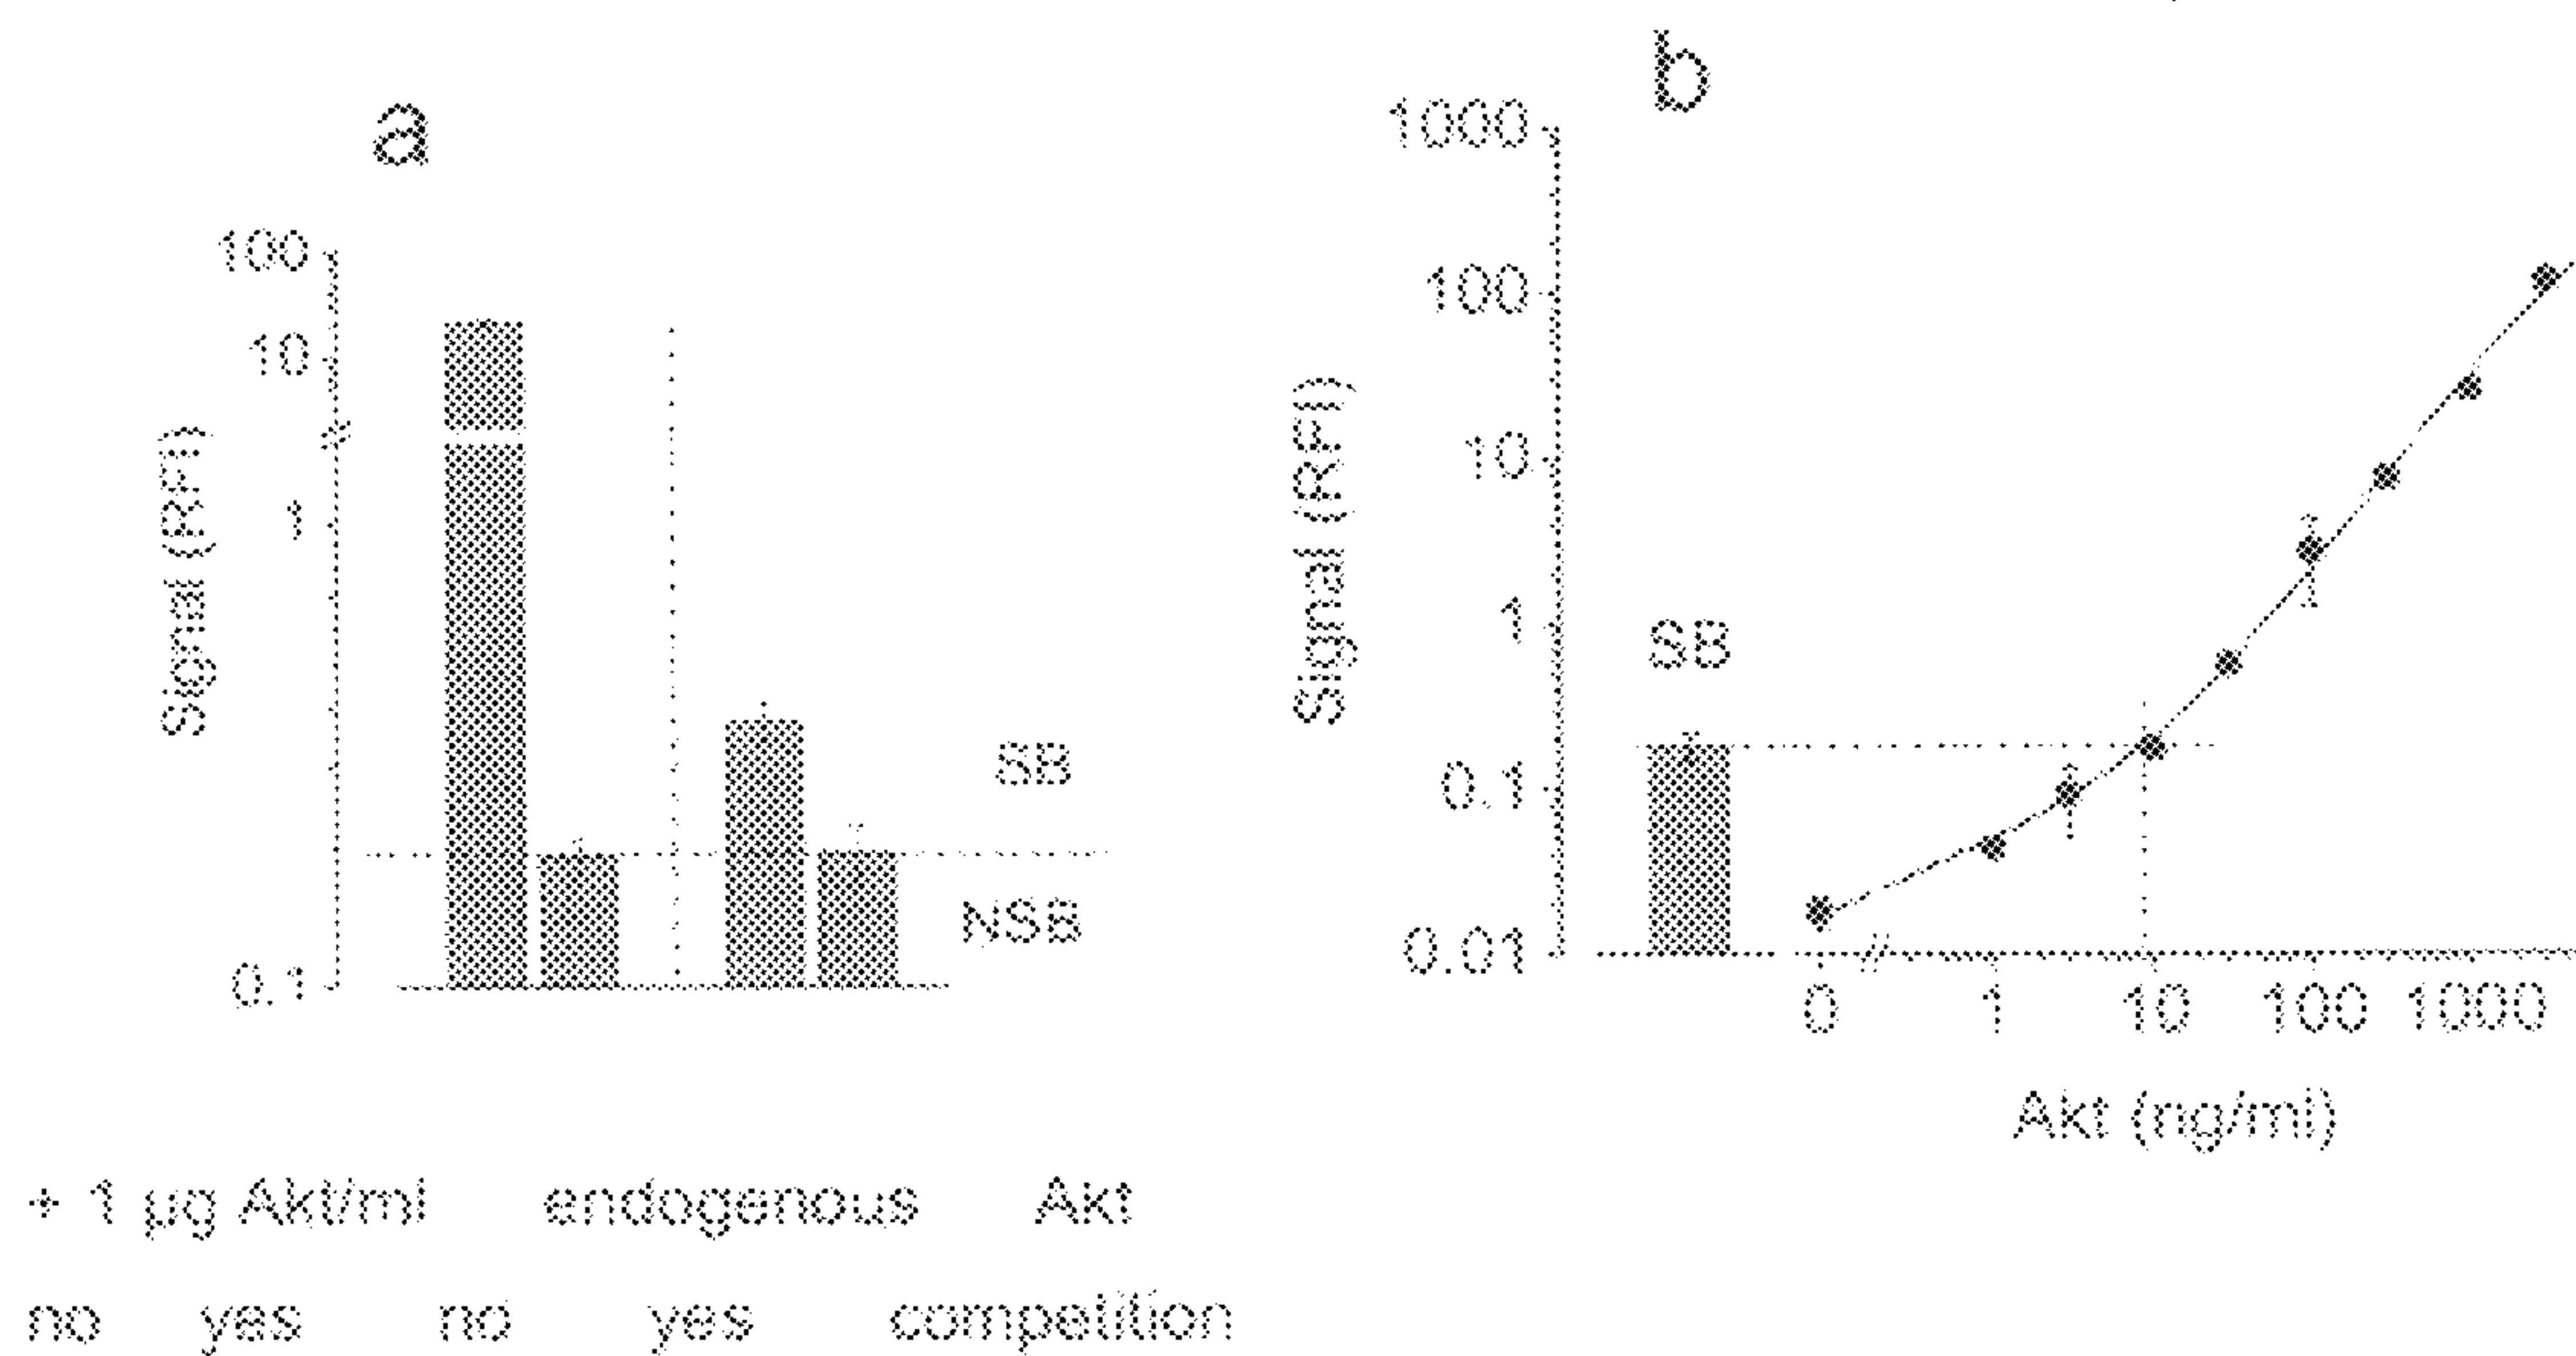 a
100
10
1
0.1
Signal (RFI)
SB
NSB
+ 1 µg Akt/ml endogenous Akt
no yes no yes competition
b
1000
100
10
1
0.1
0.01
Signal (RFI)
SB
0 1 10 100 1000
Akt (ng/ml)